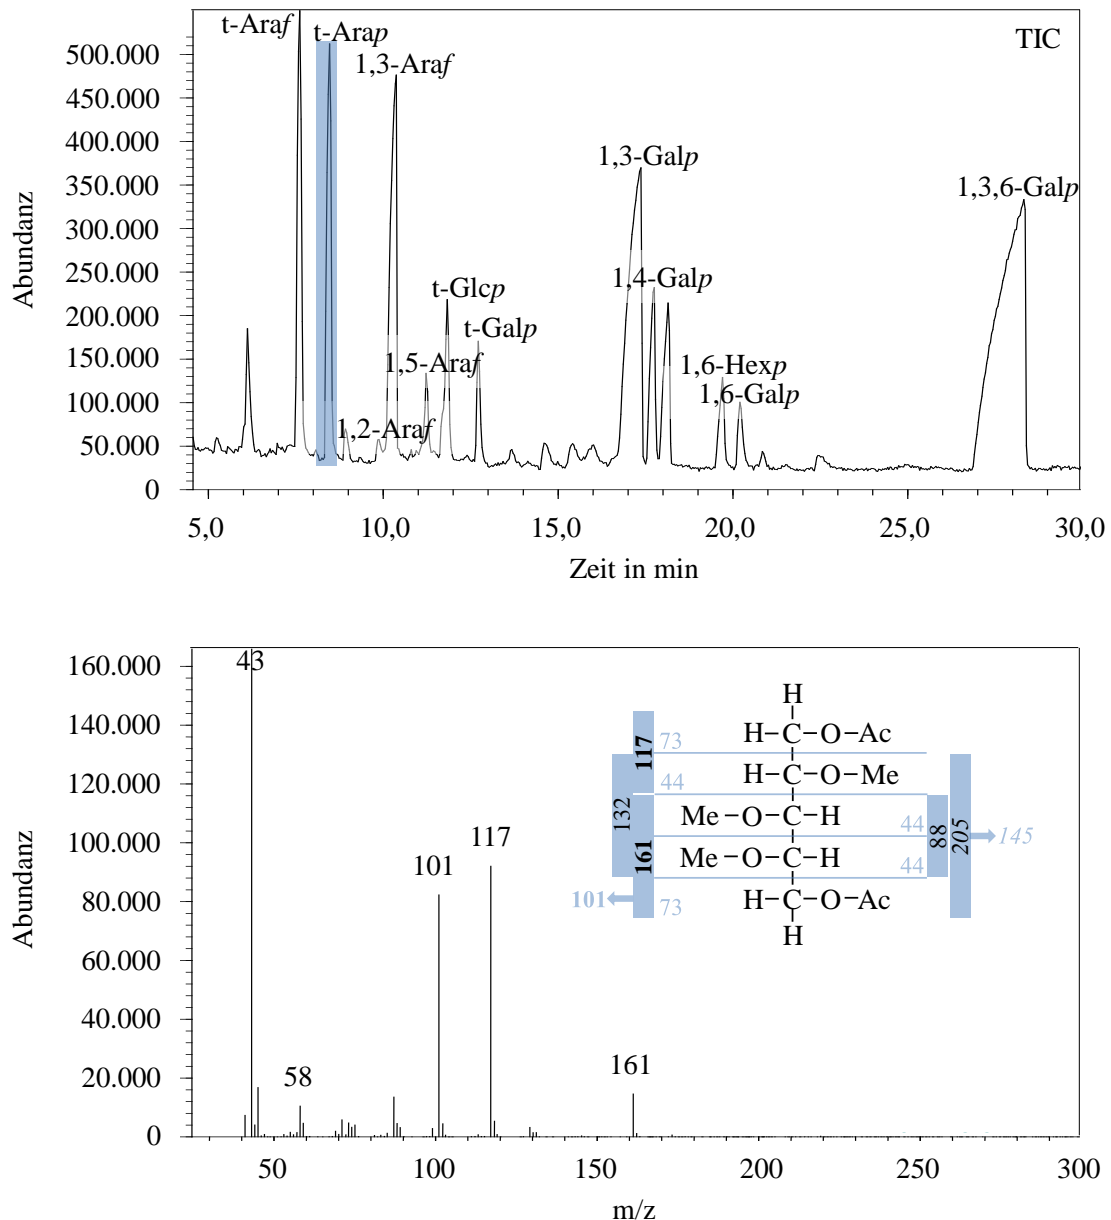 t-Araf
t-Arap
TIC
1,3-Araf
1,3-Galp
1,3,6-Galp
1,4-Galp
t-Glcp
t-Galp
1,5-Araf
1,6-Hexp
1,6-Galp
1,2-Araf
Abundanz
500.000
450.000
400.000
350.000
300.000
250.000
200.000
150.000
100.000
50.000
0
5,0 10,0 15,0 20,0 25,0 30,0
Zeit in min
Abundanz
160.000
140.000
120.000
100.000
80.000
60.000
40.000
20.000
0
43
58
101
117
161
H
73 H–C–O–Ac
117
44 H–C–O–Me
132
Me–O–C–H 44
88
205
145
161
Me–O–C–H 44
101
73 H–C–O–Ac
H
50 100 150 200 250 300
m/z